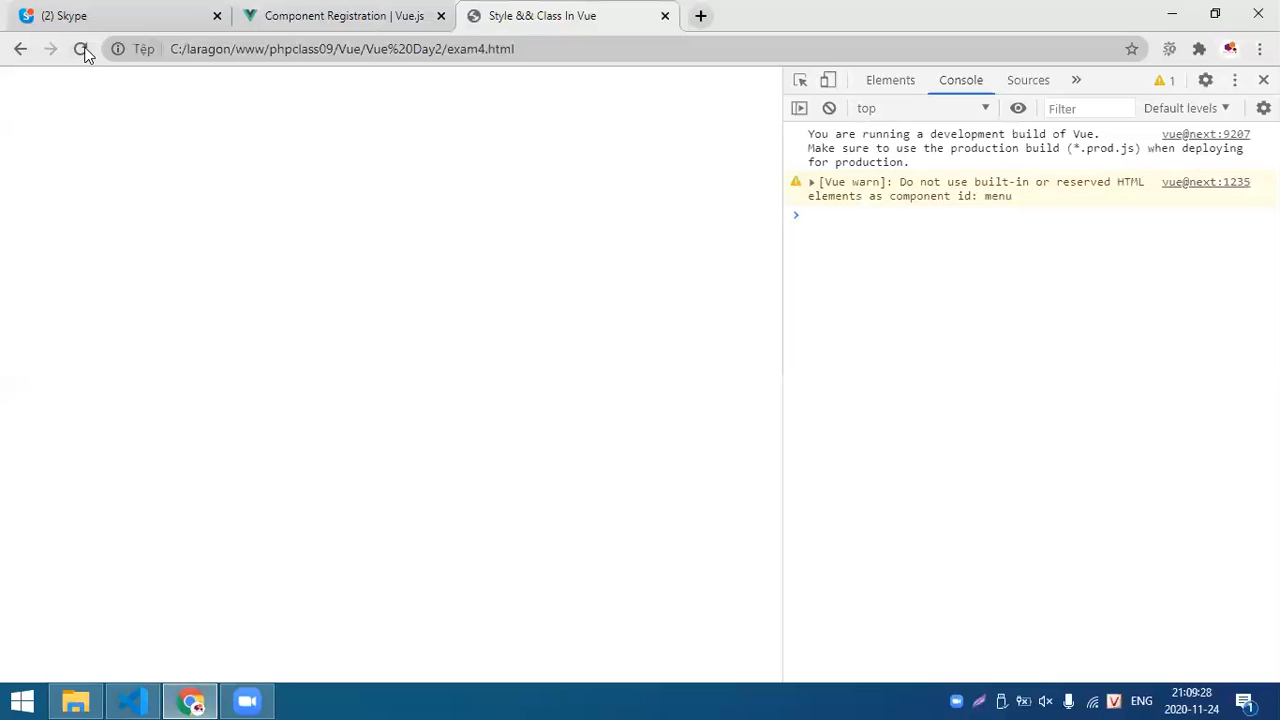 (2) Skype
Component Registration | Vue.js
Style && Class In Vue
Tệp
C:/laragon/www/phpclass09/Vue/Vue%20Day2/exam4.html
Elements
Console
Sources
1
top
Filter
Default levels
You are running a development build of Vue.
vue@next:9207
Make sure to use the production build (*.prod.js) when deploying
for production.
[Vue warn]: Do not use built-in or reserved HTML
vue@next:1235
elements as component id: menu
ENG
21:09:28
2020-11-24
1